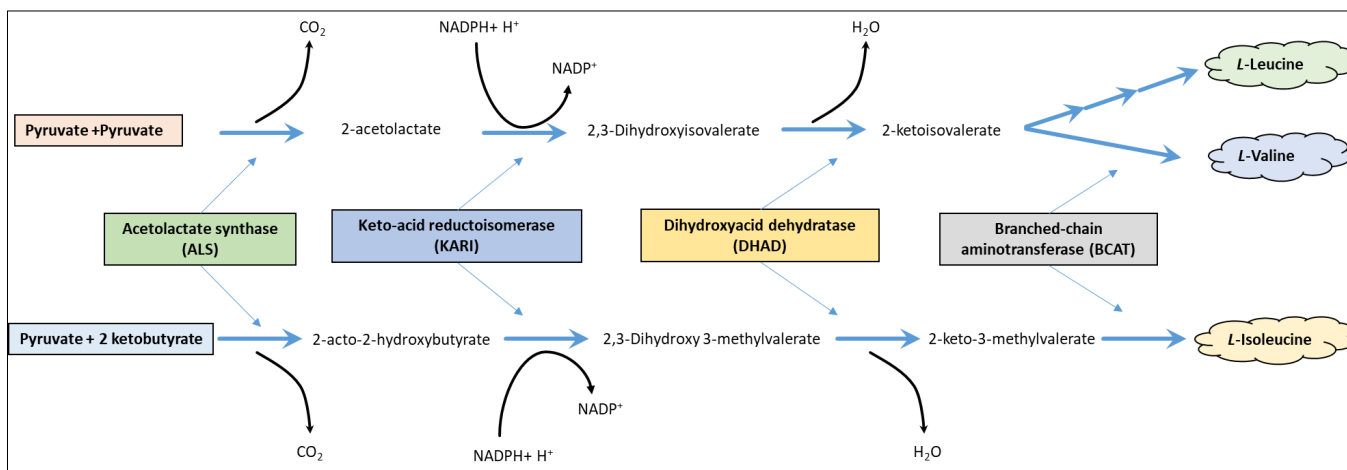 CO₂
NADPH+ H⁺
NADP⁺
H₂O
L-Leucine
Pyruvate +Pyruvate
2-acetolactate
2,3-Dihydroxyisovalerate
2-ketoisovalerate
L-Valine
Acetolactate synthase
(ALS)
Keto-acid reductoisomerase
(KARI)
Dihydroxyacid dehydratase
(DHAD)
Branched-chain
aminotransferase (BCAT)
Pyruvate + 2 ketobutyrate
2-acto-2-hydroxybutyrate
2,3-Dihydroxy 3-methylvalerate
2-keto-3-methylvalerate
L-Isoleucine
NADP⁺
CO₂
NADPH+ H⁺
H₂O